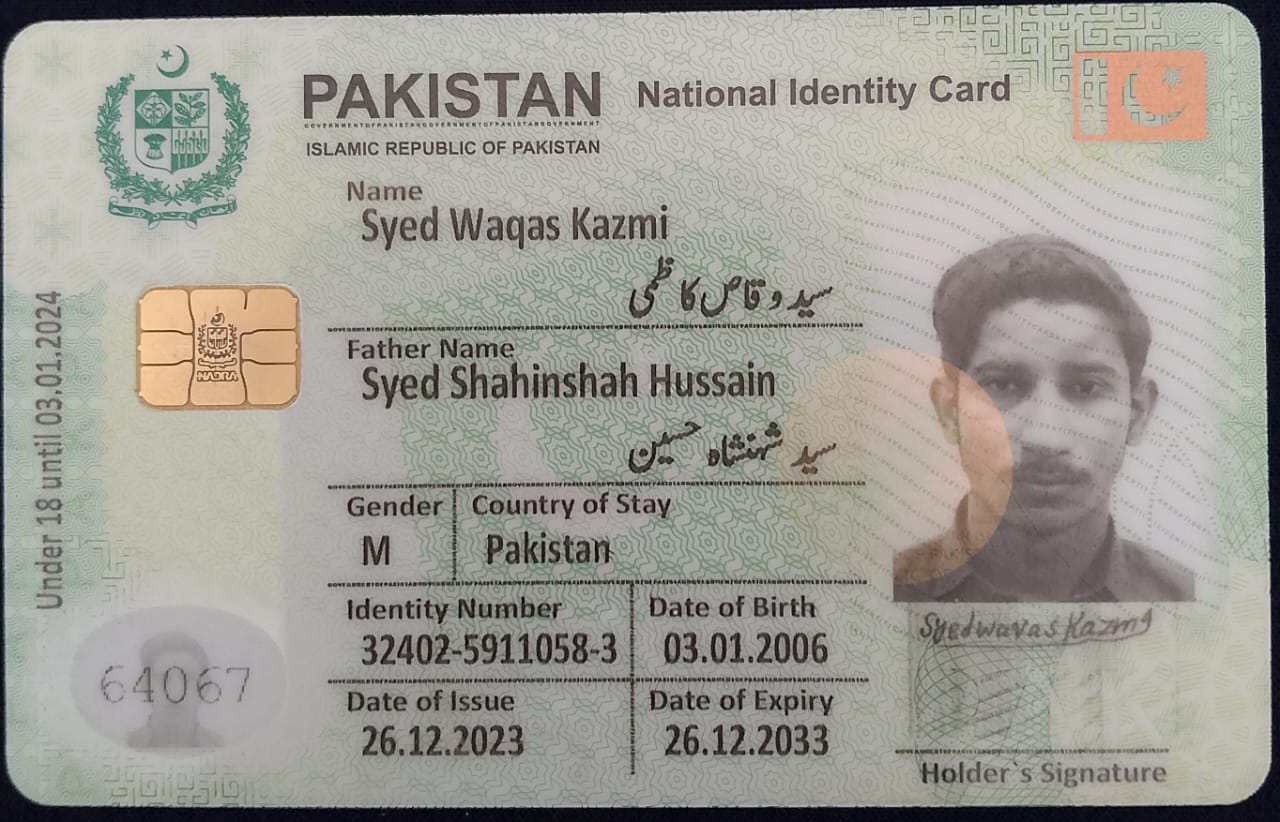 PAKISTAN National Identity Card
ISLAMIC REPUBLIC OF PAKISTAN
Name
Syed Waqas Kazmi
سید وقاص کاظمی
Father Name
Syed Shahinshah Hussain
سید شہنشاہ حسین
Gender Country of Stay
M Pakistan
Identity Number Date of Birth
32402-5911058-3 03.01.2006
Date of Issue Date of Expiry
26.12.2023 26.12.2033
Under 18 until 03.01.2024
64067
Syedwavas Kazmi
Holder`s Signature